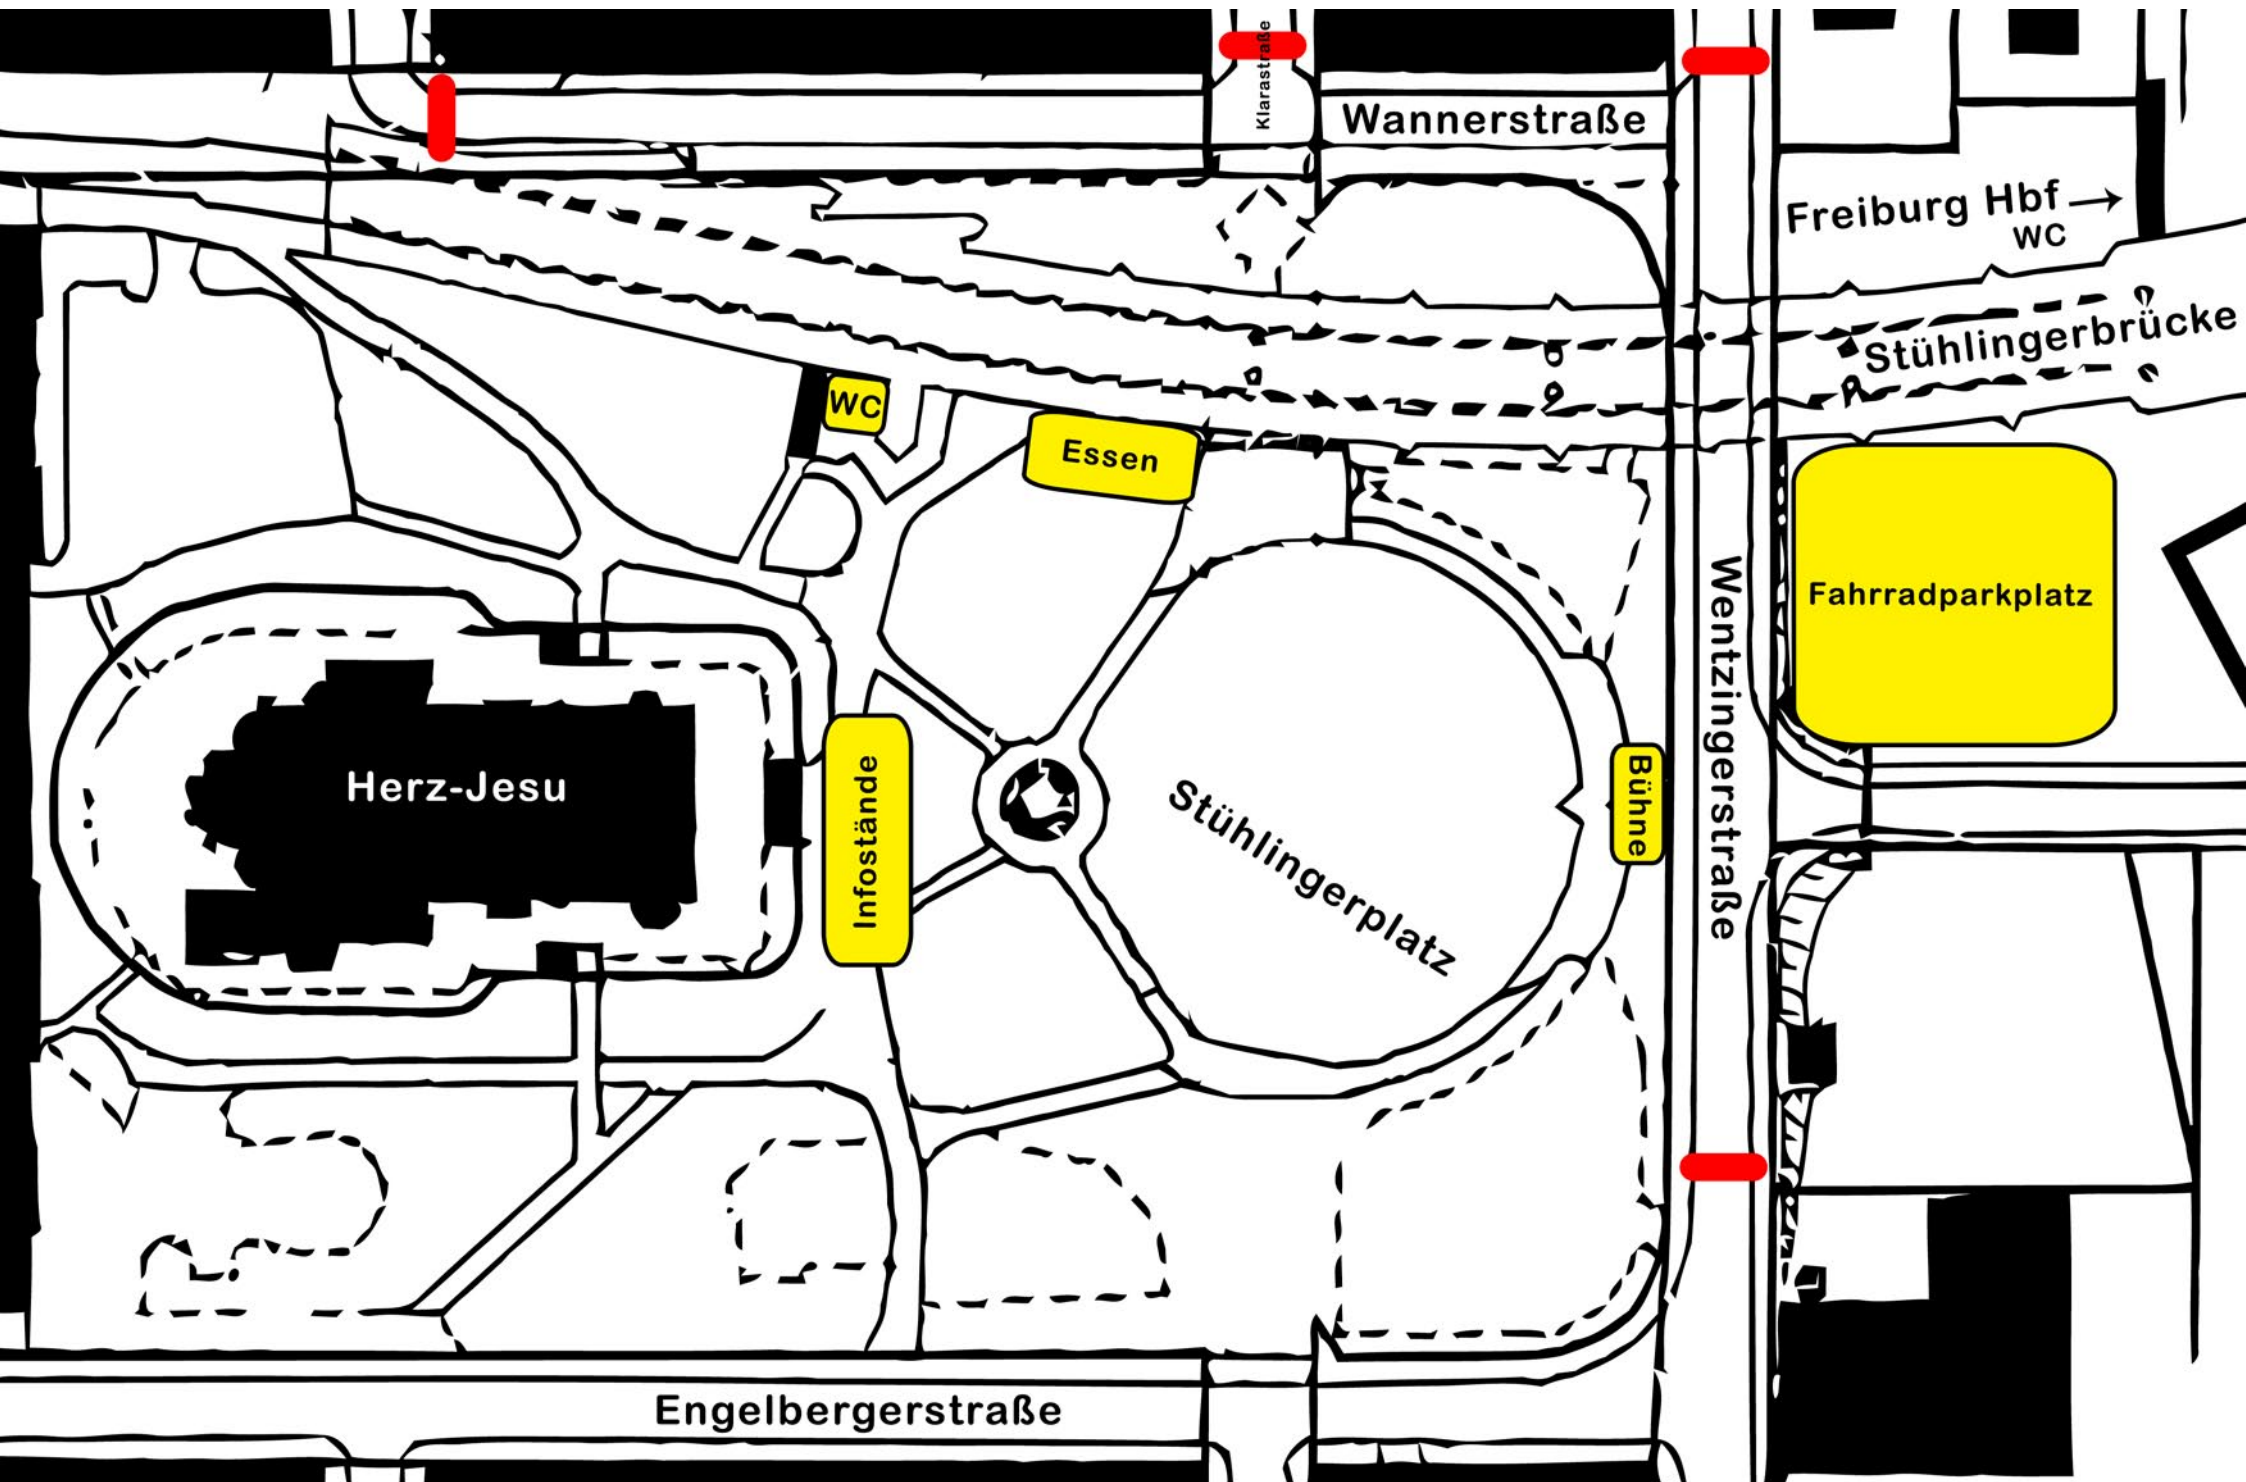 Klarastraße
Wannerstraße
Freiburg Hbf →
WC
Stühlingerbrücke
WC
Essen
Fahrradparkplatz
Wentzingerstraße
Herz-Jesu
Infostände
Stühlingerplatz
Bühne
Engelbergerstraße